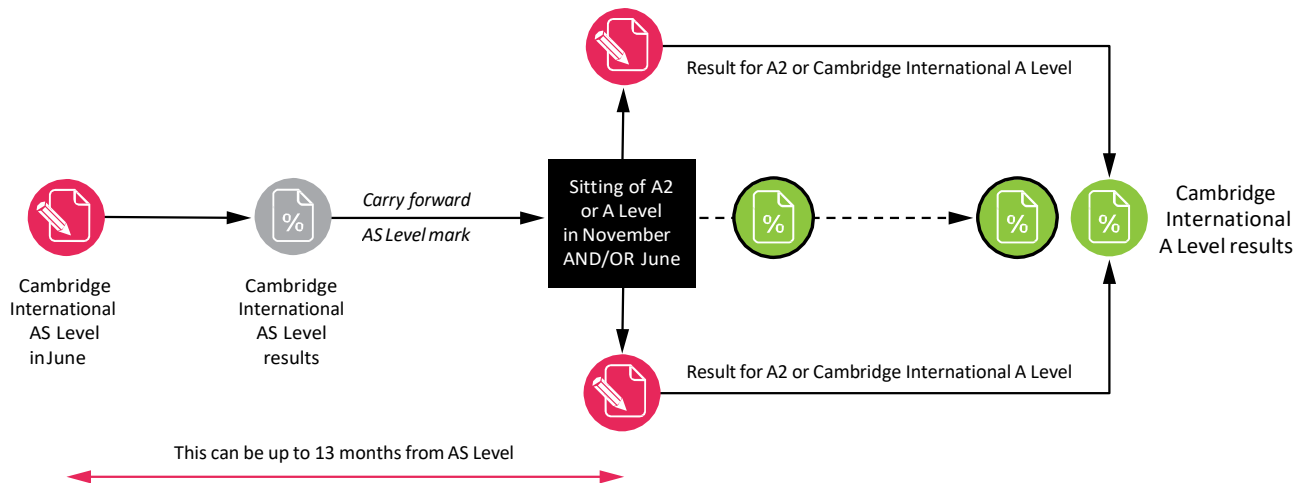 Result for A2 or Cambridge International A Level
Cambridge
International
AS Level
in June
%
Cambridge
International
AS Level
results
Carry forward
AS Level mark
Sitting of A2
or A Level
in November
AND/OR June
%
%
%
Cambridge
International
A Level results
Result for A2 or Cambridge International A Level
This can be up to 13 months from AS Level